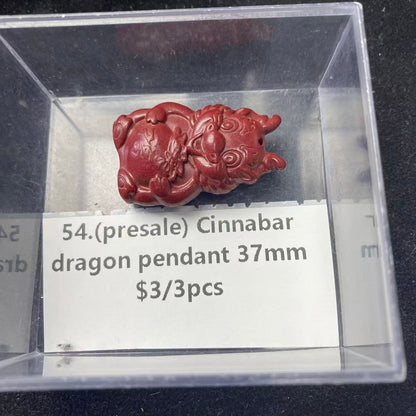 54.(presale) Cinnabar
dragon pendant 37mm
$3/3pcs